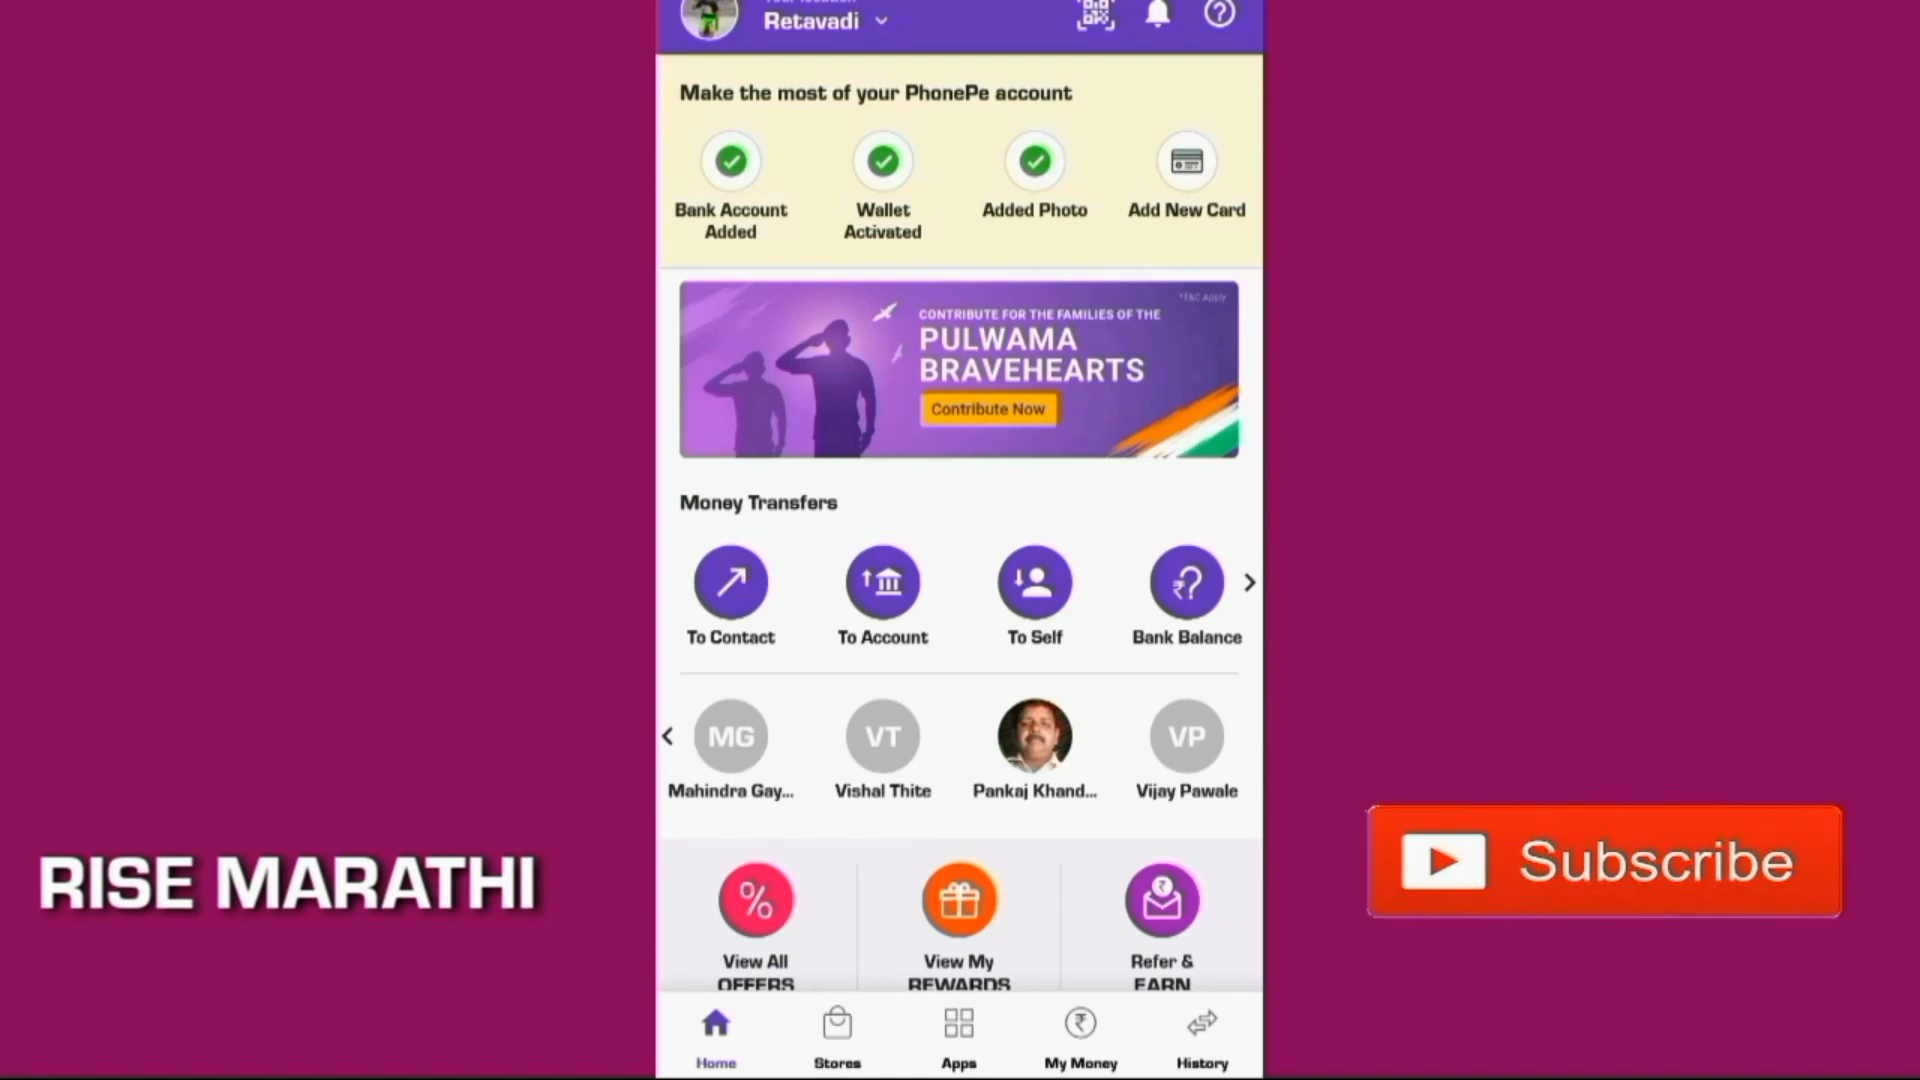 Retavadi
Make the most of your PhonePe account
Bank Account
Added
Wallet
Activated
Added Photo
Add New Card
*T&C Apply
CONTRIBUTE FOR THE FAMILIES OF THE
PULWAMA
BRAVEHEARTS
Contribute Now
Money Transfers
To Contact
To Account
To Self
Bank Balance
MG
VT
VP
Mahindra Gay...
Vishal Thite
Pankaj Khand...
Vijay Pawale
RISE MARATHI
Subscribe
View All
OFFERS
View My
REWARDS
Refer &
EARN
Home
Stores
Apps
My Money
History